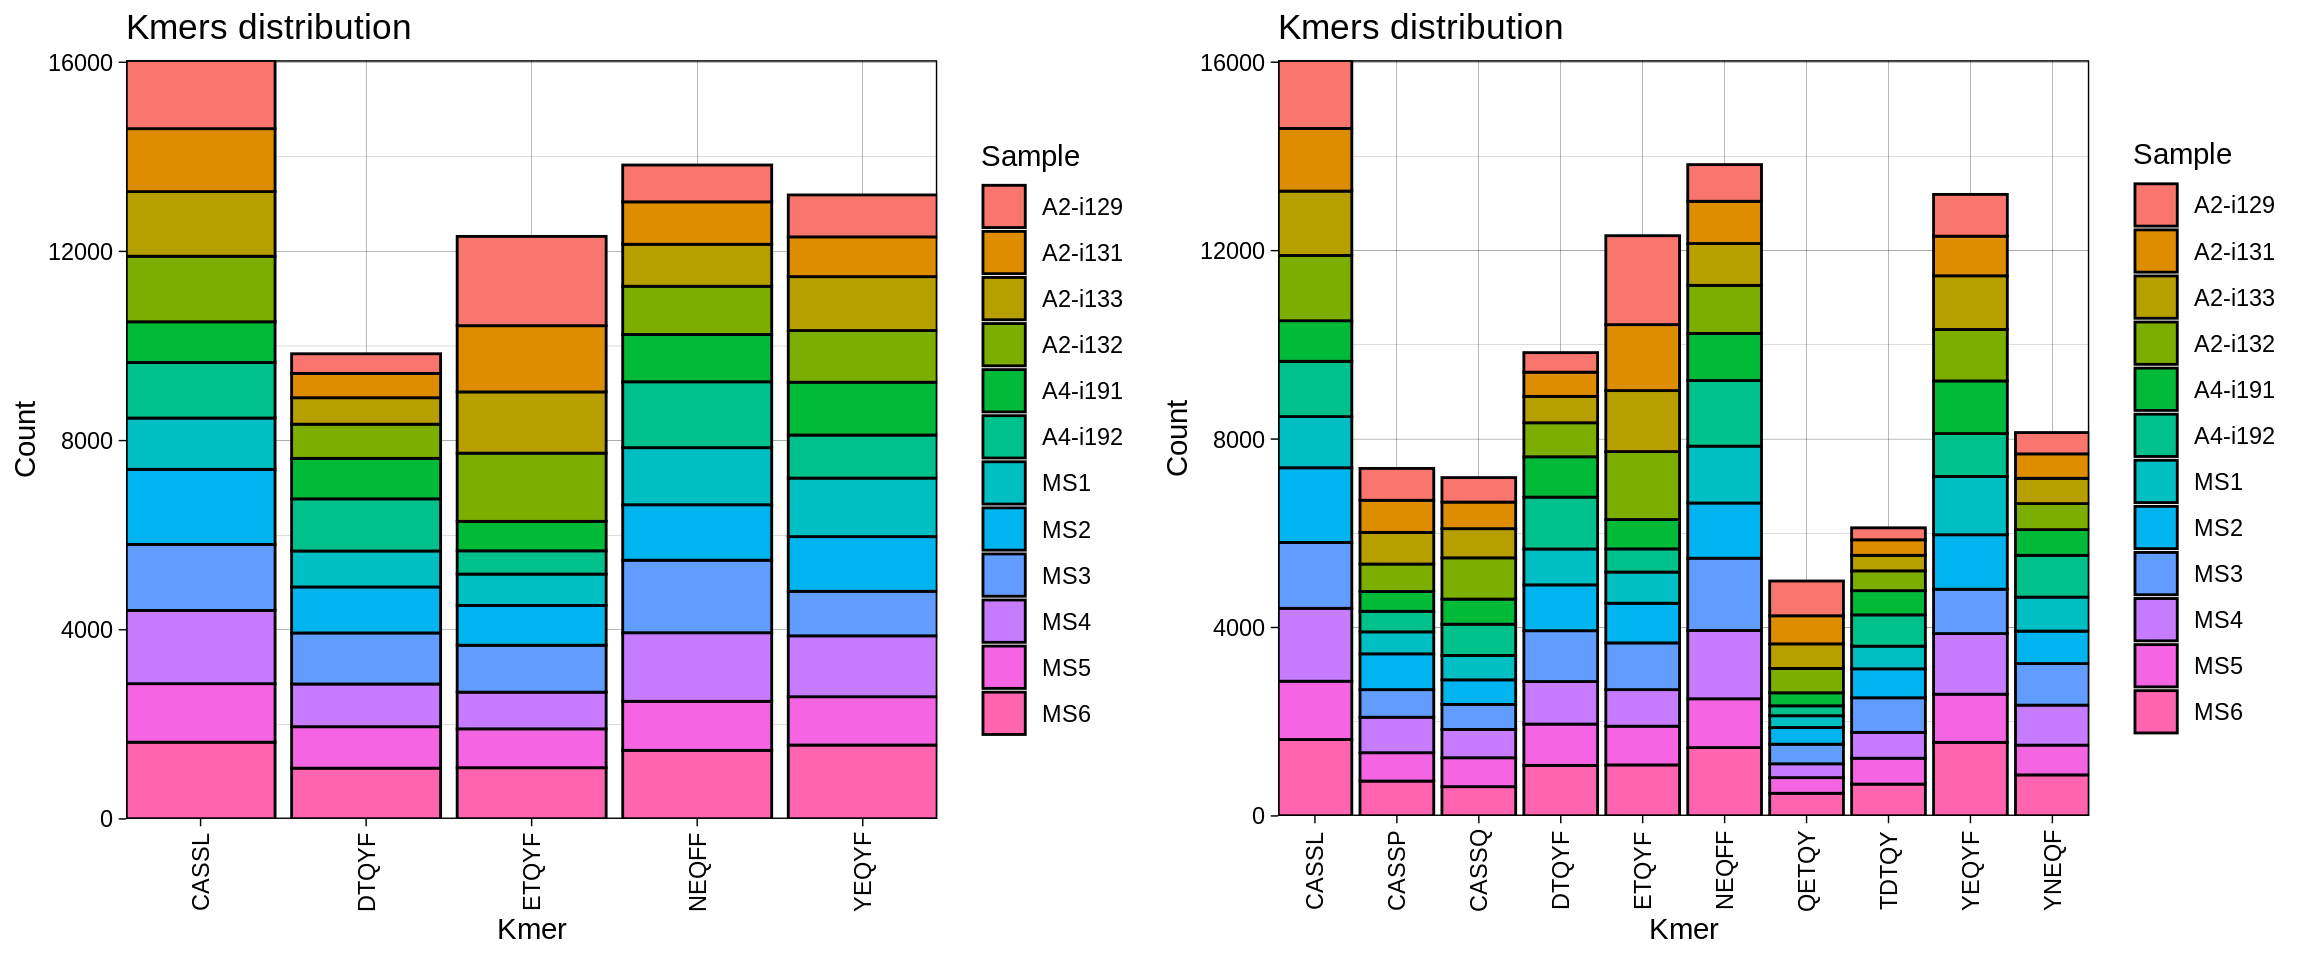 Kmers distribution
16000
12000
8000
4000
0
Count
CASSL
DTQYF
ETQYF
NEQFF
YEQYF
Kmer
Sample
A2-i129
A2-i131
A2-i133
A2-i132
A4-i191
A4-i192
MS1
MS2
MS3
MS4
MS5
MS6
Kmers distribution
16000
12000
8000
4000
0
Count
CASSL
CASSP
CASSQ
DTQYF
ETQYF
NEQFF
QETQY
TDTQY
YEQYF
YNEQF
Kmer
Sample
A2-i129
A2-i131
A2-i133
A2-i132
A4-i191
A4-i192
MS1
MS2
MS3
MS4
MS5
MS6